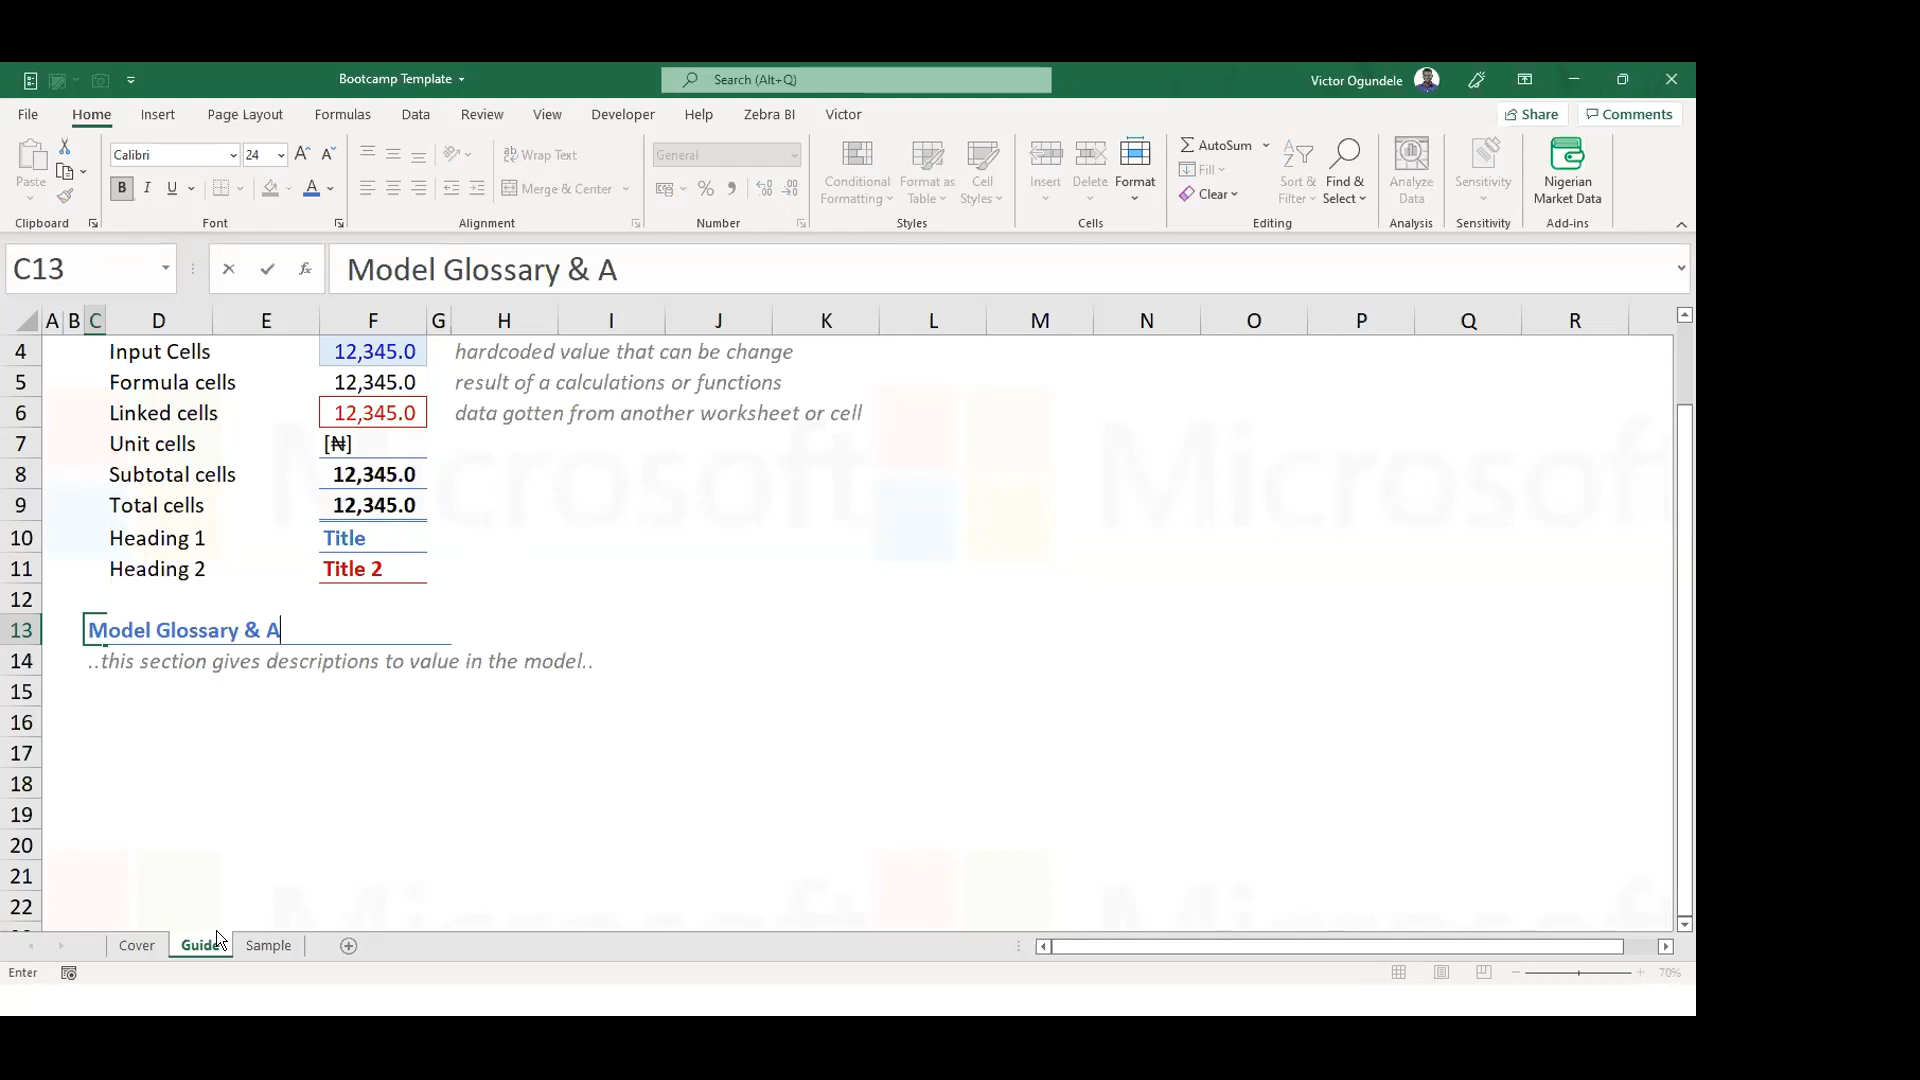 Bootcamp Template
Search (Alt+Q)
Victor Ogundele
File Home Insert Page Layout Formulas Data Review View Developer Help Zebra BI Victor Share Comments
Paste
Calibri 24
B I U
Wrap Text
Merge & Center
General
Conditional Formatting
Format as Table
Cell Styles
Insert
Delete
Format
AutoSum
Fill
Clear
Sort & Filter
Find & Select
Analyze Data
Sensitivity
Nigerian Market Data
Clipboard Font Alignment Number Styles Cells Editing Analysis Sensitivity Add-ins
C13 fx Model Glossary & A
A B C D E F G H I J K L M N O P Q R
4 Input Cells 12,345.0 hardcoded value that can be change
5 Formula cells 12,345.0 result of a calculations or functions
6 Linked cells 12,345.0 data gotten from another worksheet or cell
7 Unit cells [₦]
8 Subtotal cells 12,345.0
9 Total cells 12,345.0
10 Heading 1 Title
11 Heading 2 Title 2
12
13 Model Glossary & A
14 ..this section gives descriptions to value in the model..
15
16
17
18
19
20
21
22
Microsoft Microsoft
Microsoft Microsoft
Cover Guide Sample
Enter 70%